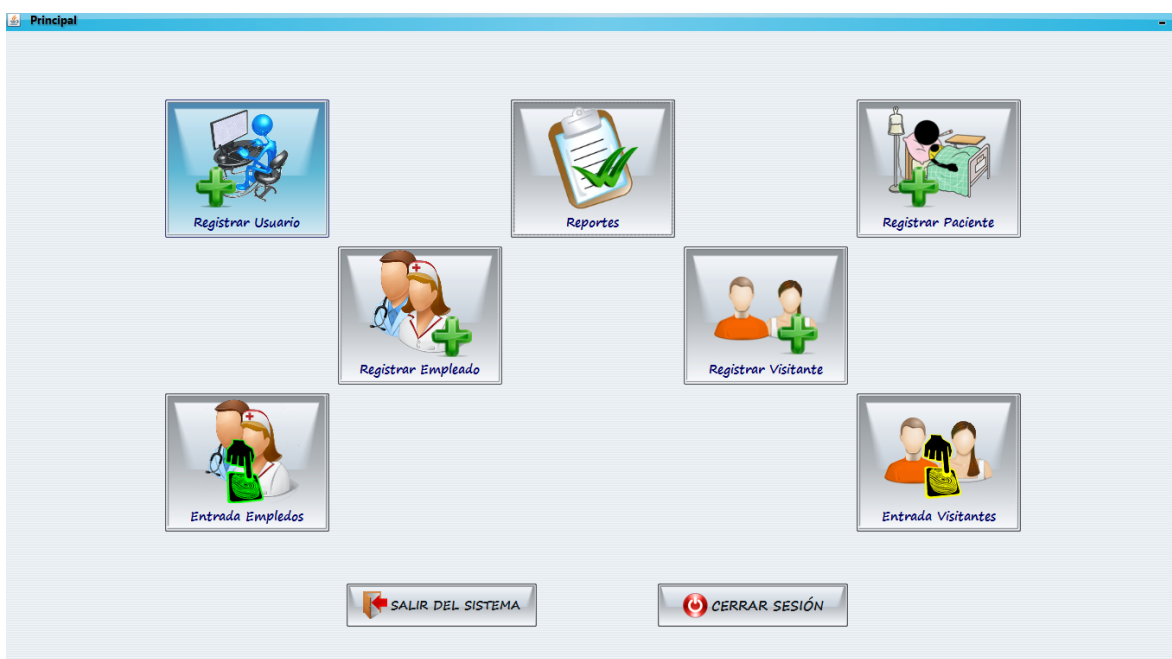 Principal
Registrar Usuario
Reportes
Registrar Paciente
Registrar Empleado
Registrar Visitante
Entrada Empledos
Entrada Visitantes
SALIR DEL SISTEMA
CERRAR SESIÓN